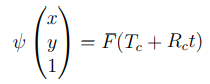 ψ (x y 1) = F(T_c + R_c t)